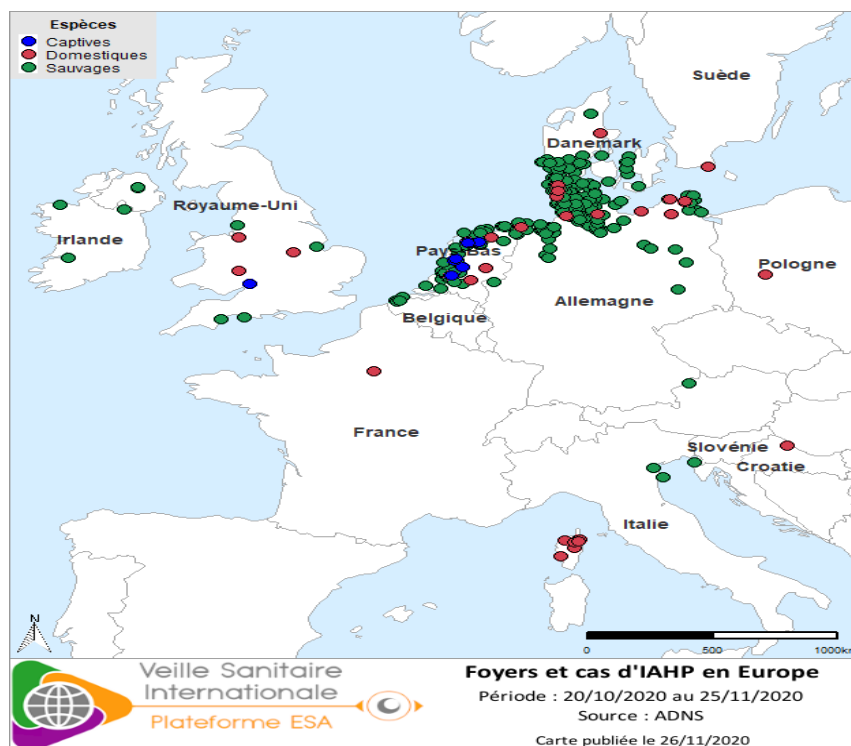 Espèces
Captives
Domestiques
Sauvages
Suède
Danemark
Royaume-Uni
Irlande
Pays-Bas
Pologne
Allemagne
Belgique
France
Slovénie
Croatie
Italie
N
0 500 1000km
Veille Sanitaire
Internationale
Plateforme ESA
Foyers et cas d'IAHP en Europe
Période : 20/10/2020 au 25/11/2020
Source : ADNS
Carte publiée le 26/11/2020